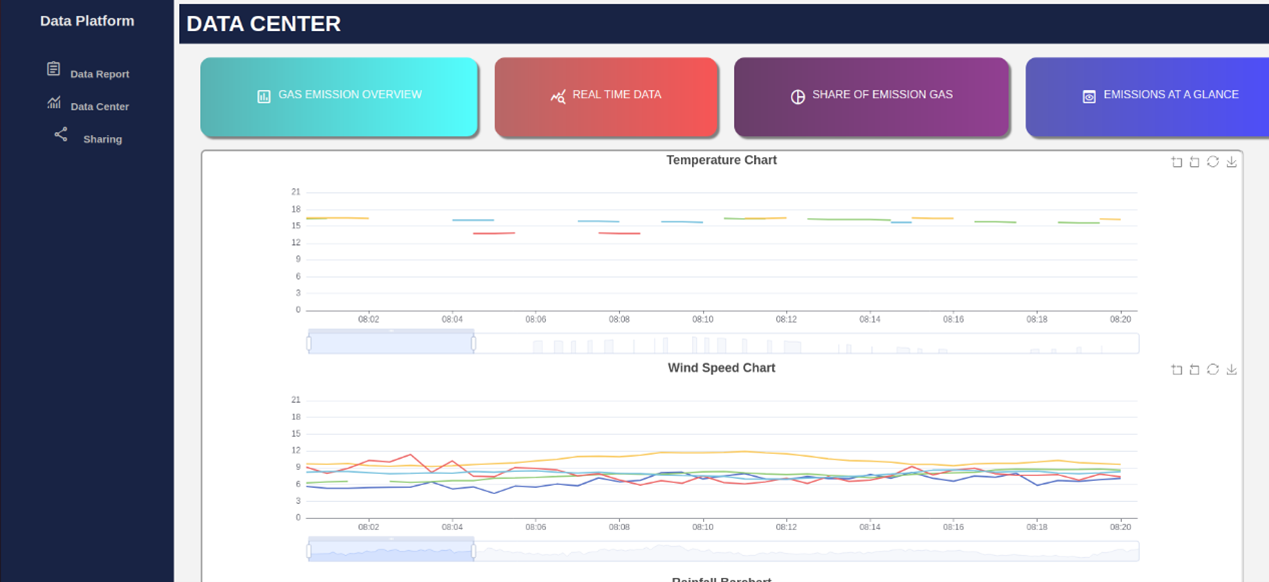 Data Platform
Data Report
Data Center
Sharing
DATA CENTER
GAS EMISSION OVERVIEW
REAL TIME DATA
SHARE OF EMISSION GAS
EMISSIONS AT A GLANCE
Temperature Chart
21
18
15
12
9
6
3
0
08:02 08:04 08:06 08:08 08:10 08:12 08:14 08:16 08:18 08:20
Wind Speed Chart
21
18
15
12
9
6
3
0
08:02 08:04 08:06 08:08 08:10 08:12 08:14 08:16 08:18 08:20
Rainfall Barchart